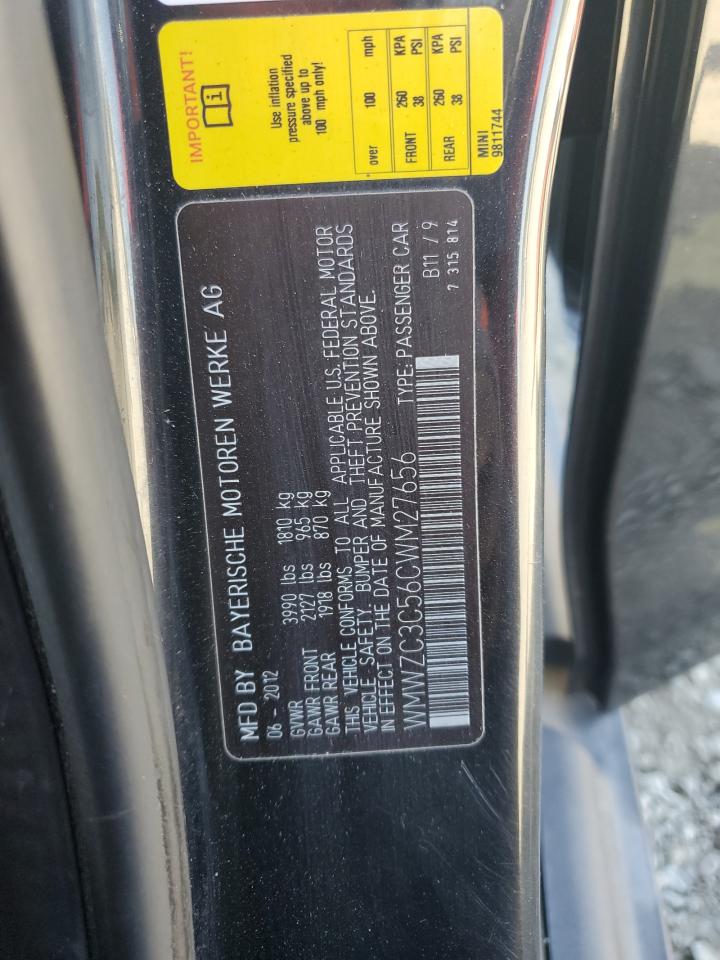 MFD BY BAYERISCHE MOTOREN WERKE AG
06 - 2012
GVWR 3990 lbs 1810 kg
GAWR FRONT 2127 lbs 965 kg
GAWR REAR 1918 lbs 870 kg
THIS VEHICLE CONFORMS TO ALL APPLICABLE U.S. FEDERAL MOTOR
VEHICLE SAFETY, BUMPER AND THEFT PREVENTION STANDARDS
IN EFFECT ON THE DATE OF MANUFACTURE SHOWN ABOVE.
WMWZC3C56CWM27656 TYPE: PASSENGER CAR
B11 / 9
7 315 814
IMPORTANT!
i
Use inflation
pressure specified
above up to
100 mph only!
over 100 mph
FRONT 260 KPA
38 PSI
REAR 260 KPA
38 PSI
MINI
9811744